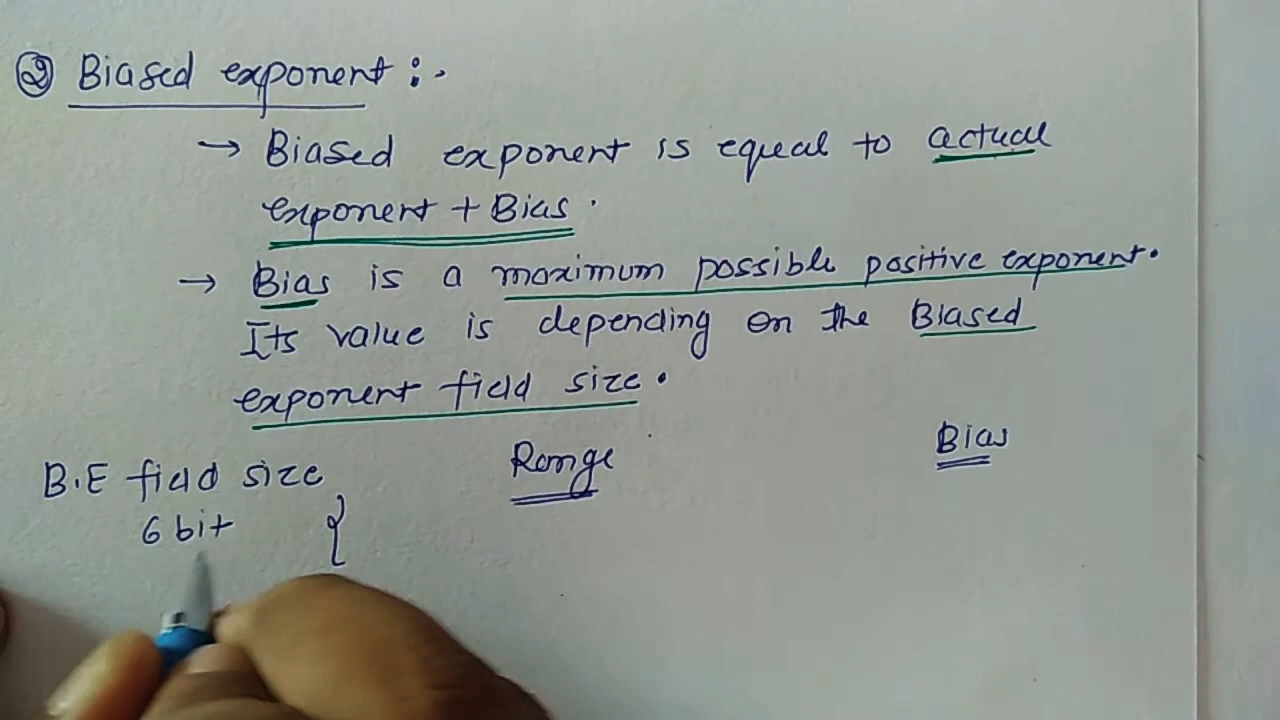 ② Biased exponent :-
→ Biased exponent is equal to actual
exponent + Bias.
→ Bias is a maximum possible positive exponent.
Its value is depending on the Biased
exponent field size.
B.E field size Range Bias
6 bit {